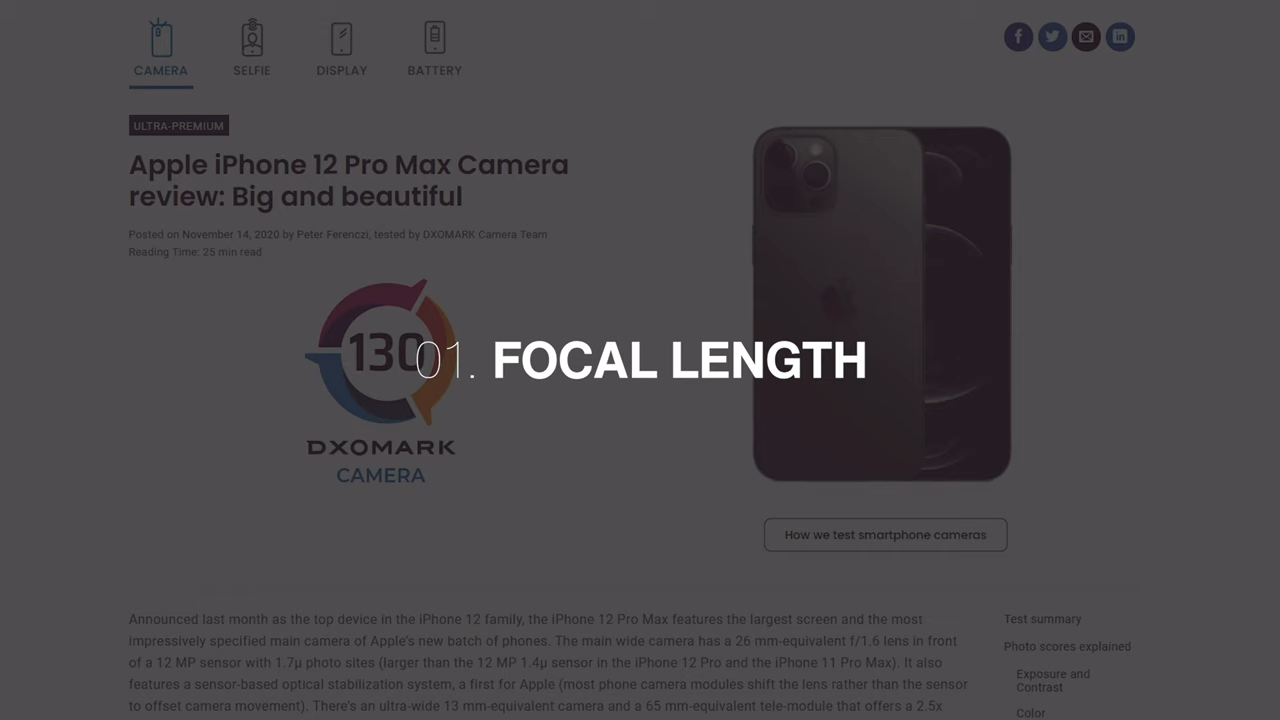 CAMERA
SELFIE
DISPLAY
BATTERY
ULTRA-PREMIUM
Apple iPhone 12 Pro Max Camera
review: Big and beautiful
Posted on November 14, 2020 by Peter Ferenczi, tested by DXOMARK Camera Team
Reading Time: 25 min read
130
DXOMARK
CAMERA
01. FOCAL LENGTH
How we test smartphone cameras
Announced last month as the top device in the iPhone 12 family, the iPhone 12 Pro Max features the largest screen and the most
impressively specified main camera of Apple's new batch of phones. The main wide camera has a 26 mm-equivalent f/1.6 lens in front
of a 12 MP sensor with 1.7µ photo sites (larger than the 12 MP 1.4µ sensor in the iPhone 12 Pro and the iPhone 11 Pro Max). It also
features a sensor-based optical stabilization system, a first for Apple (most phone camera modules shift the lens rather than the sensor
to offset camera movement). There's an ultra-wide 13 mm-equivalent camera and a 65 mm-equivalent tele-module that offers a 2.5x
Test summary
Photo scores explained
Exposure and
Contrast
Color